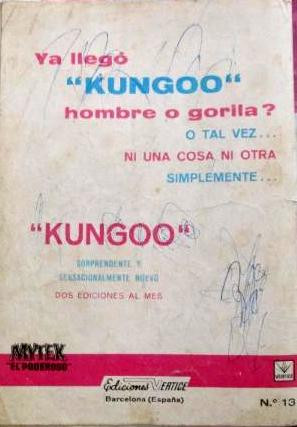 Ya llegó
"KUNGOO"
hombre o gorila?
O TAL VEZ...
NI UNA COSA NI OTRA
SIMPLEMENTE...
"KUNGOO"
SORPRENDENTE Y
SENSACIONALMENTE NUEVO
DOS EDICIONES AL MES
MYTEK
"EL PODEROSO"
Ediciones VERTICE
Barcelona (España)
VERTICE
N.º 13